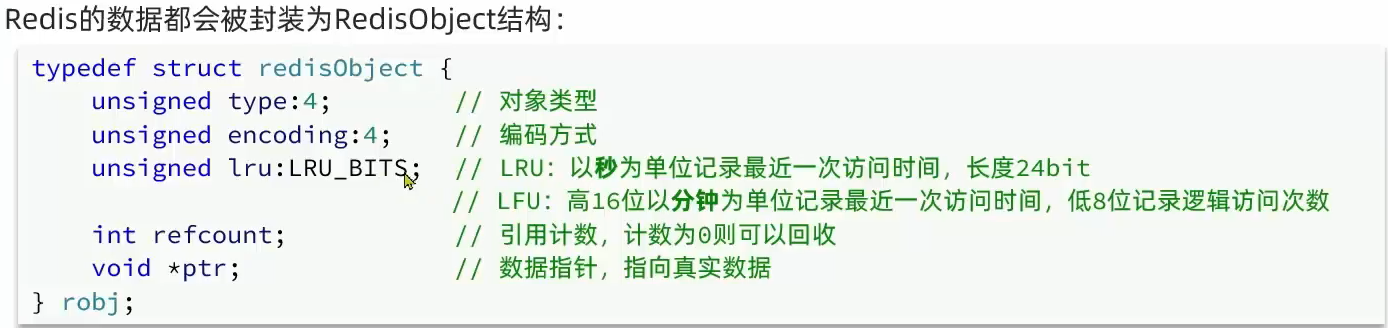 Redis的数据都会被封装为RedisObject结构：
typedef struct redisObject {
    unsigned type:4;         // 对象类型
    unsigned encoding:4;     // 编码方式
    unsigned lru:LRU_BITS;   // LRU：以秒为单位记录最近一次访问时间，长度24bit
                             // LFU：高16位以分钟为单位记录最近一次访问时间，低8位记录逻辑访问次数
    int refcount;            // 引用计数，计数为0则可以回收
    void *ptr;               // 数据指针，指向真实数据
} robj;